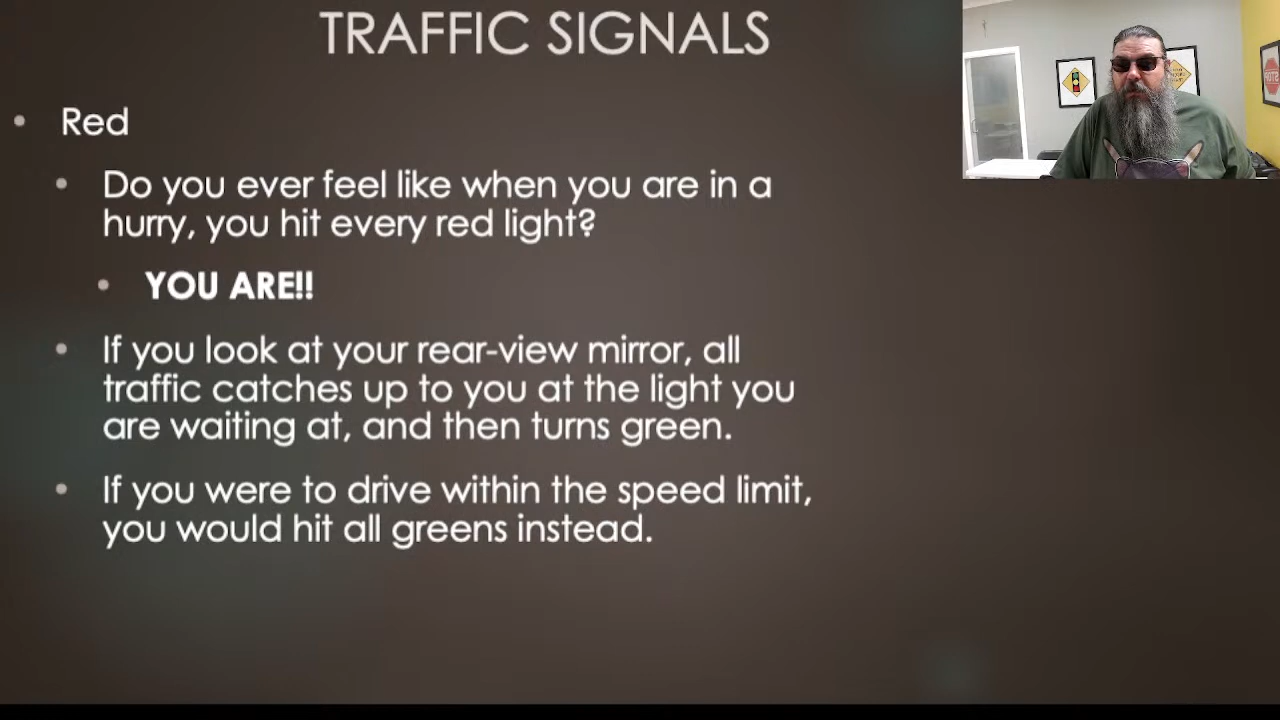 TRAFFIC SIGNALS
Red
Do you ever feel like when you are in a
hurry, you hit every red light?
YOU ARE!!
If you look at your rear-view mirror, all
traffic catches up to you at the light you
are waiting at, and then turns green.
If you were to drive within the speed limit,
you would hit all greens instead.